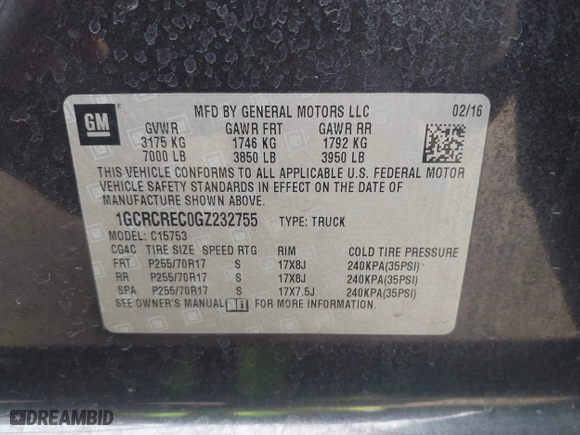 GM
MFD BY GENERAL MOTORS LLC 02/16
GVWR GAWR FRT GAWR RR
3175 KG 1746 KG 1792 KG
7000 LB 3850 LB 3950 LB
THIS VEHICLE CONFORMS TO ALL APPLICABLE U.S. FEDERAL MOTOR
VEHICLE SAFETY STANDARDS IN EFFECT ON THE DATE OF
MANUFACTURE SHOWN ABOVE.
1GCRCREC0GZ232755 TYPE: TRUCK
MODEL: C15753
CG4C TIRE SIZE SPEED RTG RIM COLD TIRE PRESSURE
FRT P255/70R17 S 17X8J 240KPA(35PSI)
RR P255/70R17 S 17X8J 240KPA(35PSI)
SPA P255/70R17 S 17X7.5J 240KPA(35PSI)
SEE OWNER'S MANUAL FOR MORE INFORMATION.
DREAMBID